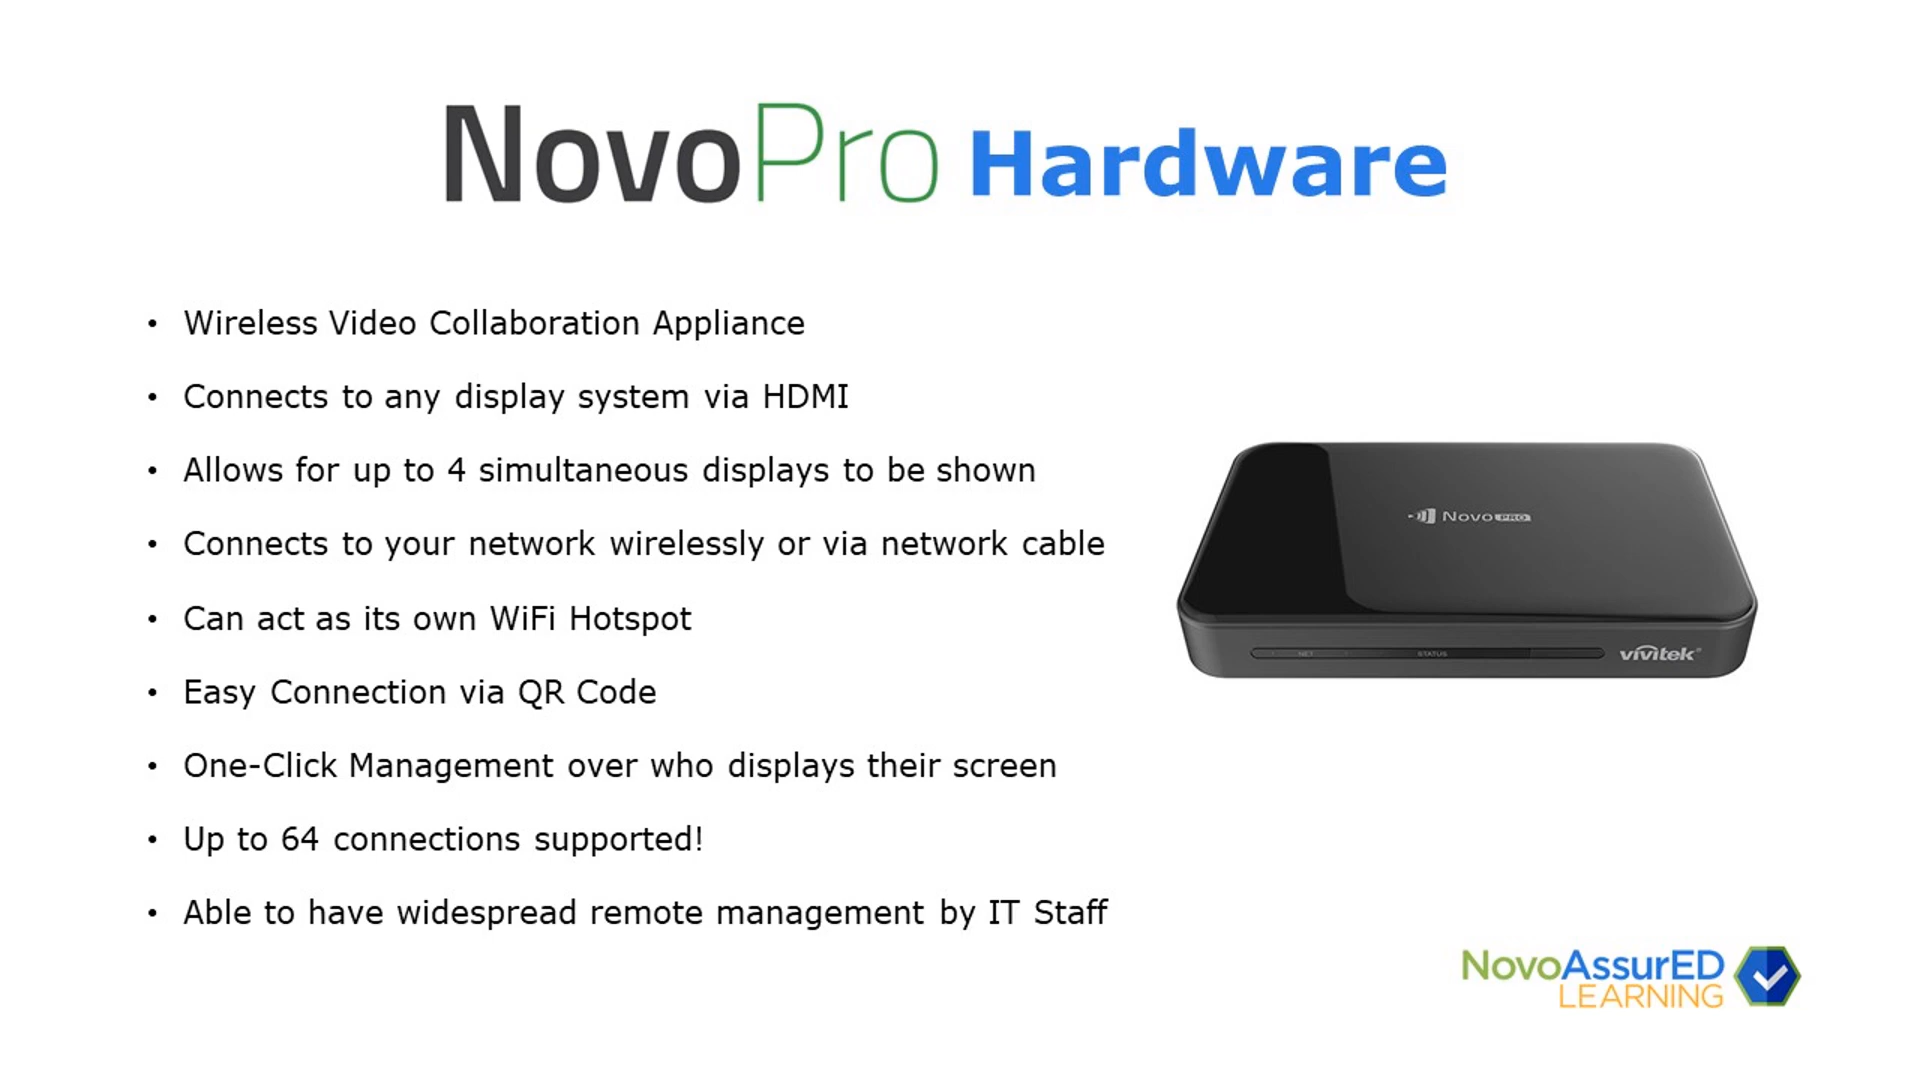 NovoPro Hardware
• Wireless Video Collaboration Appliance
• Connects to any display system via HDMI
• Allows for up to 4 simultaneous displays to be shown
• Connects to your network wirelessly or via network cable
• Can act as its own WiFi Hotspot
• Easy Connection via QR Code
• One-Click Management over who displays their screen
• Up to 64 connections supported!
• Able to have widespread remote management by IT Staff
Novo PRO
NET STATUS
vivitek®
NovoAssurED
LEARNING